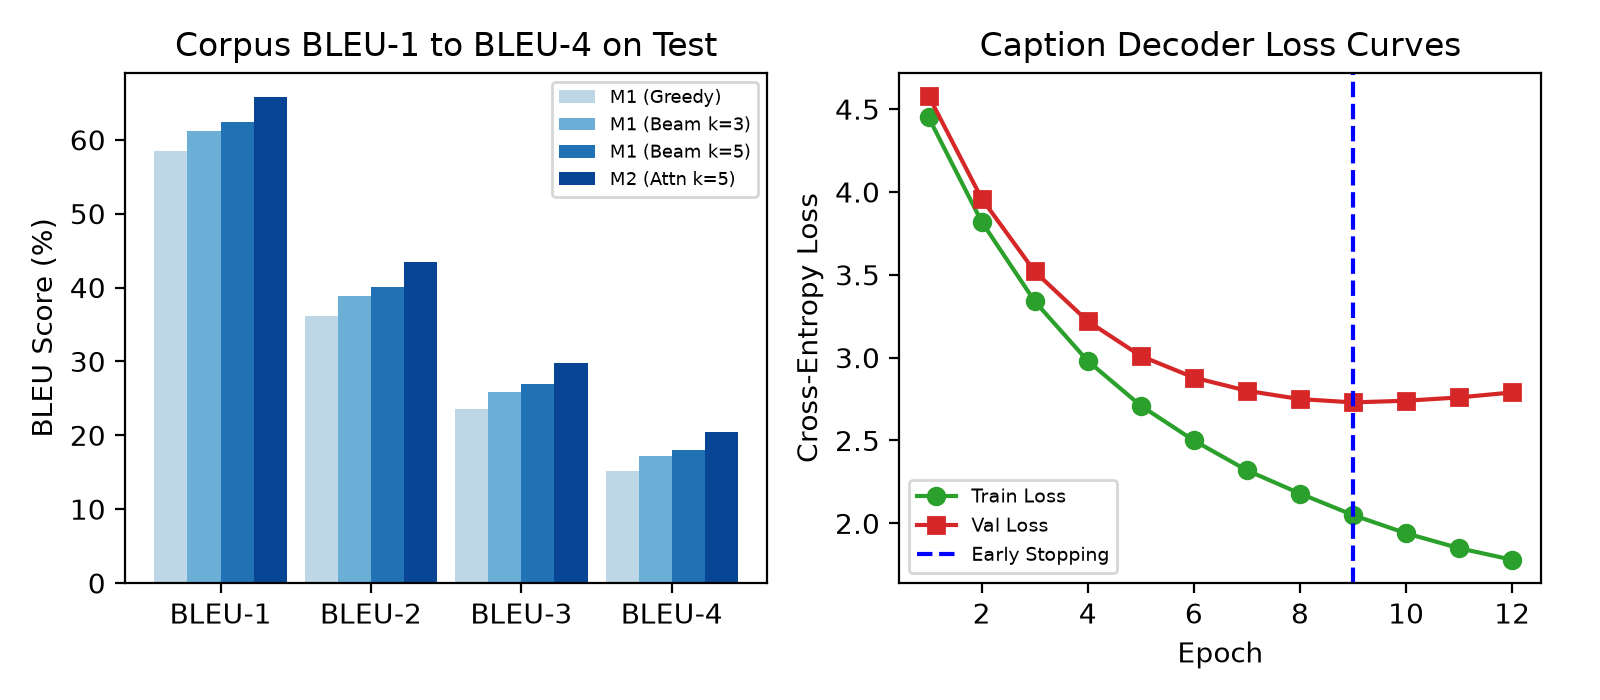 Corpus BLEU-1 to BLEU-4 on Test
BLEU Score (%)
60
50
40
30
20
10
0
BLEU-1 BLEU-2 BLEU-3 BLEU-4
M1 (Greedy)
M1 (Beam k=3)
M1 (Beam k=5)
M2 (Attn k=5)
Caption Decoder Loss Curves
Cross-Entropy Loss
4.5
4.0
3.5
3.0
2.5
2.0
Train Loss
Val Loss
Early Stopping
2 4 6 8 10 12
Epoch